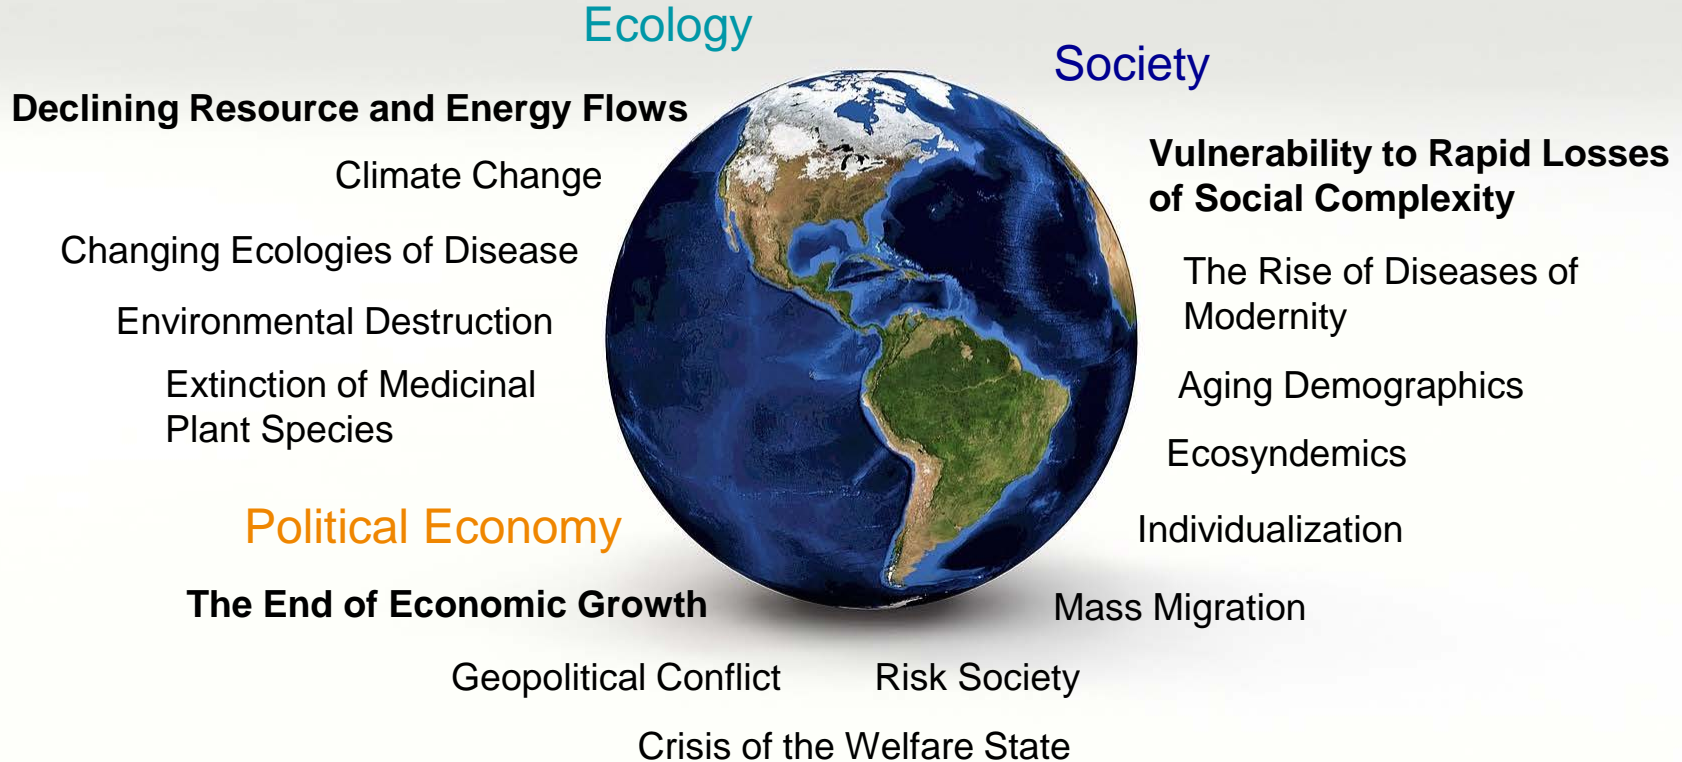 Ecology
Society
Declining Resource and Energy Flows
Climate Change
Changing Ecologies of Disease
Environmental Destruction
Extinction of Medicinal
Plant Species
Vulnerability to Rapid Losses
of Social Complexity
The Rise of Diseases of
Modernity
Aging Demographics
Ecosyndemics
Individualization
Mass Migration
Political Economy
The End of Economic Growth
Geopolitical Conflict
Risk Society
Crisis of the Welfare State